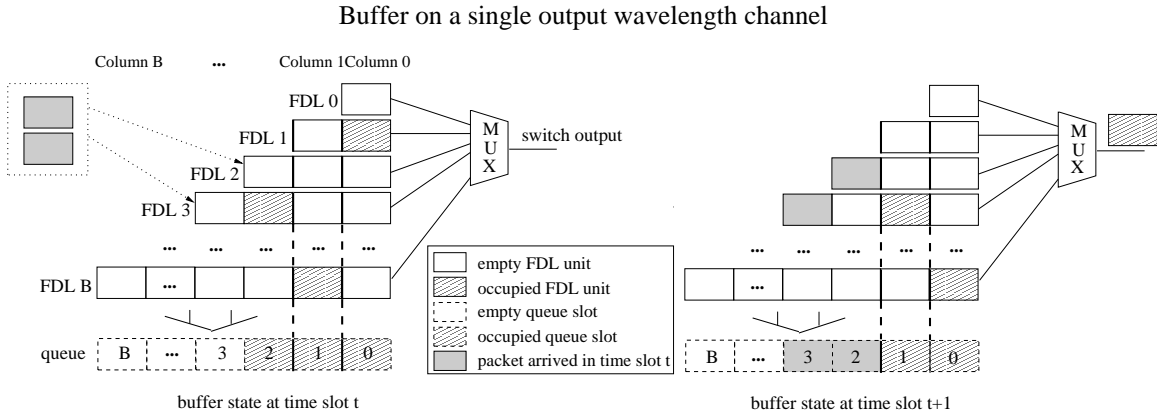 Buffer on a single output wavelength channel
Column B ... Column 1 Column 0
FDL 0
FDL 1
FDL 2
FDL 3
... ... ... ... ...
FDL B ...
MUX
switch output
queue B ... 3 2 1 0
buffer state at time slot t
empty FDL unit
occupied FDL unit
empty queue slot
occupied queue slot
packet arrived in time slot t
MUX
... ... ... ... ...
...
B ... 3 2 1 0
buffer state at time slot t+1